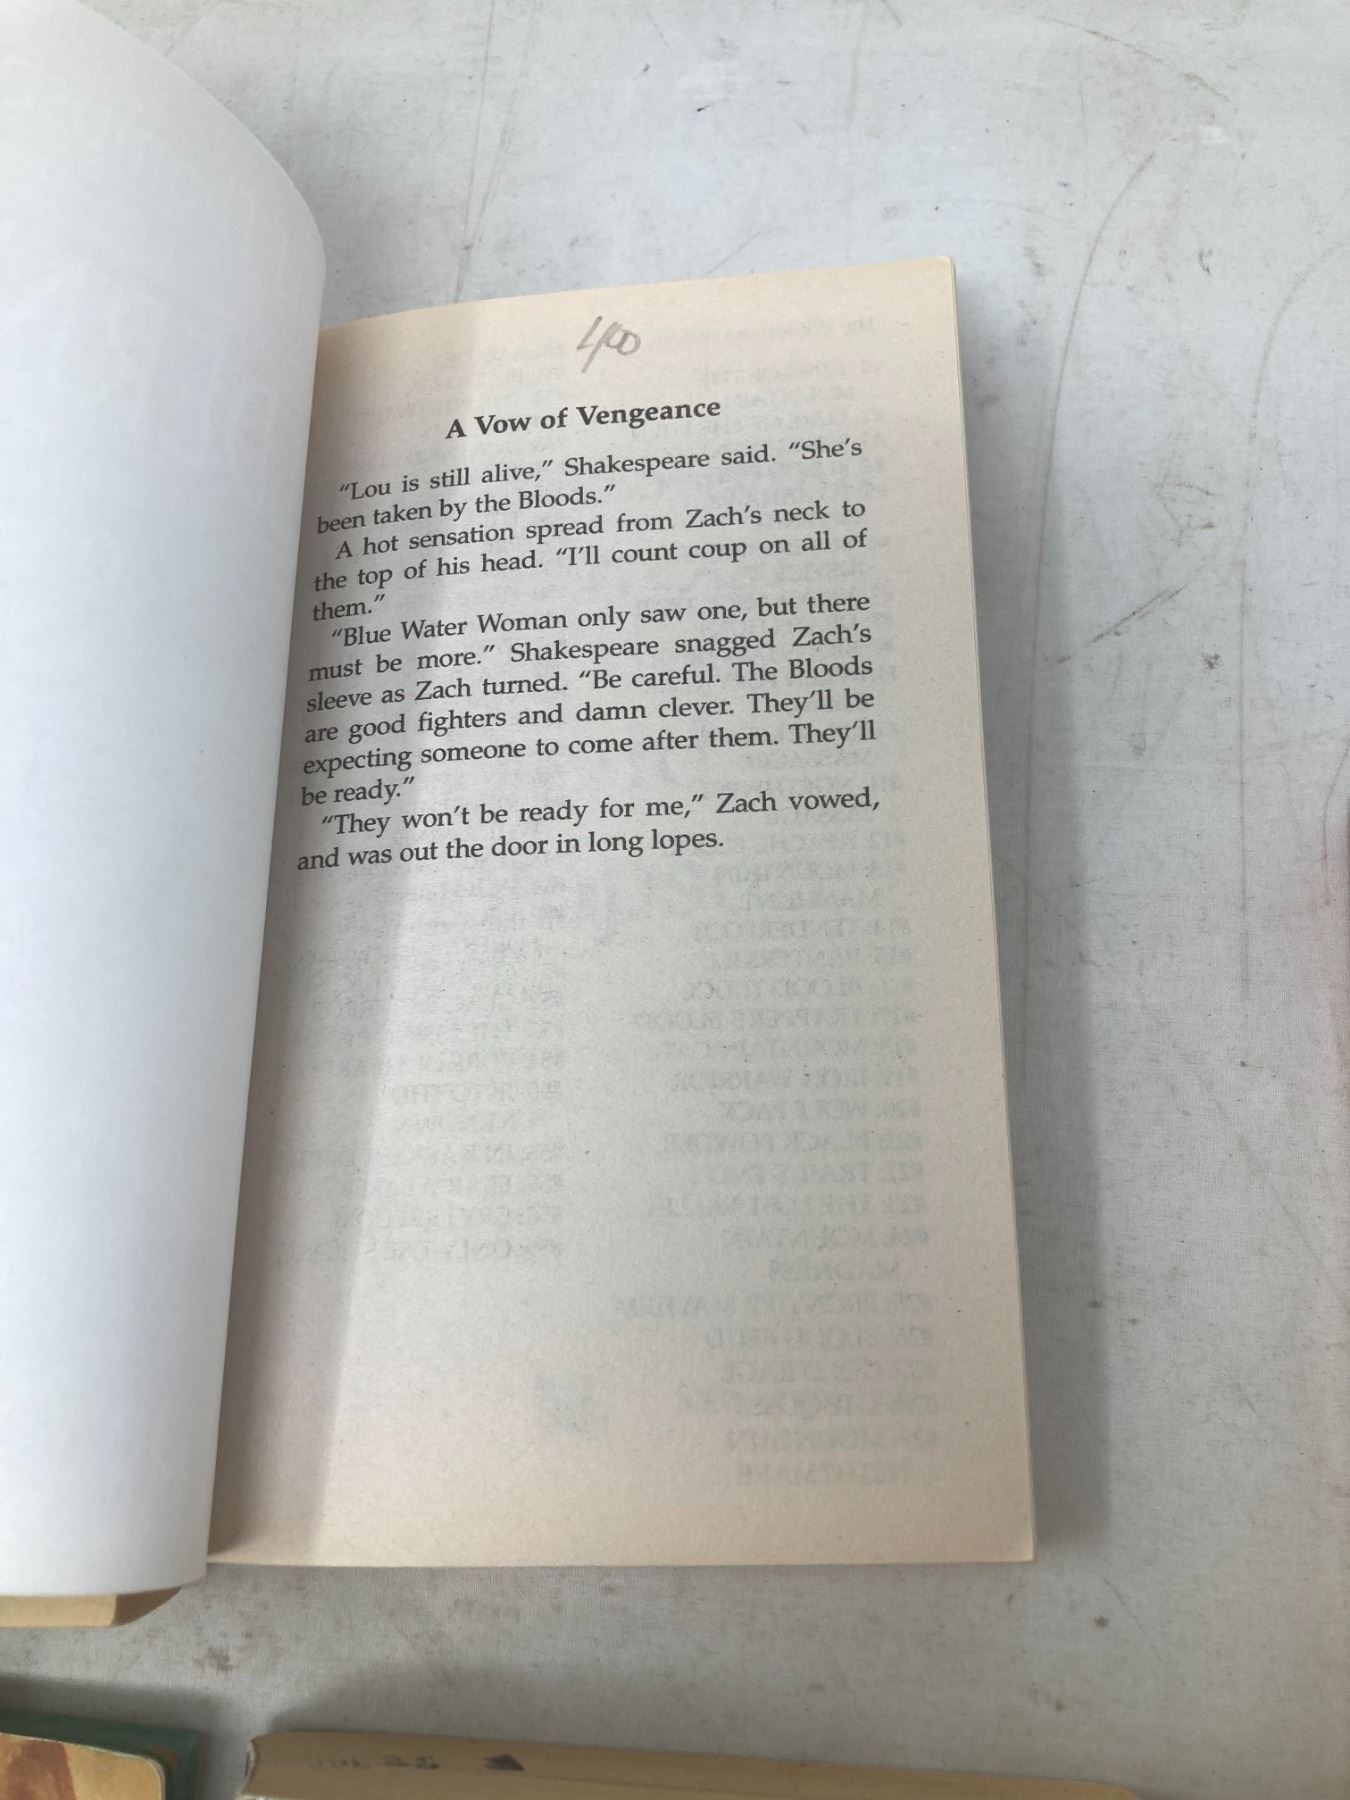 400
A Vow of Vengeance
“Lou is still alive,” Shakespeare said. “She’s
been taken by the Bloods.”
A hot sensation spread from Zach’s neck to
the top of his head. “I’ll count coup on all of
them.”
“Blue Water Woman only saw one, but there
must be more.” Shakespeare snagged Zach’s
sleeve as Zach turned. “Be careful. The Bloods
are good fighters and damn clever. They’ll be
expecting someone to come after them. They’ll
be ready.”
“They won’t be ready for me,” Zach vowed,
and was out the door in long lopes.